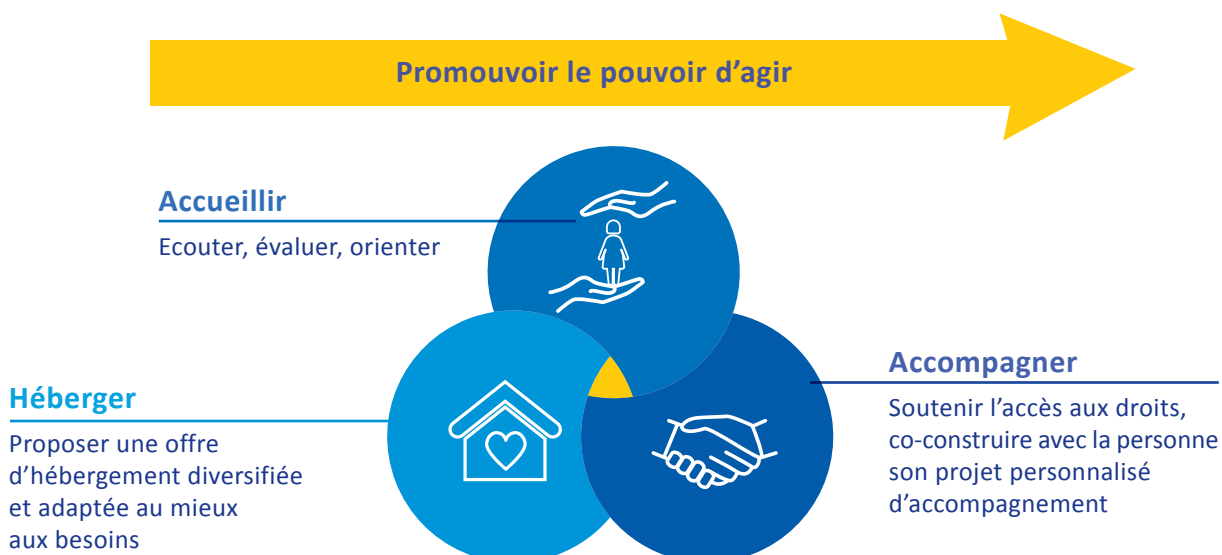 Promouvoir le pouvoir d’agir
Accueillir
Ecouter, évaluer, orienter
Héberger
Proposer une offre
d’hébergement diversifiée
et adaptée au mieux
aux besoins
Accompagner
Soutenir l’accès aux droits,
co-construire avec la personne
son projet personnalisé
d’accompagnement